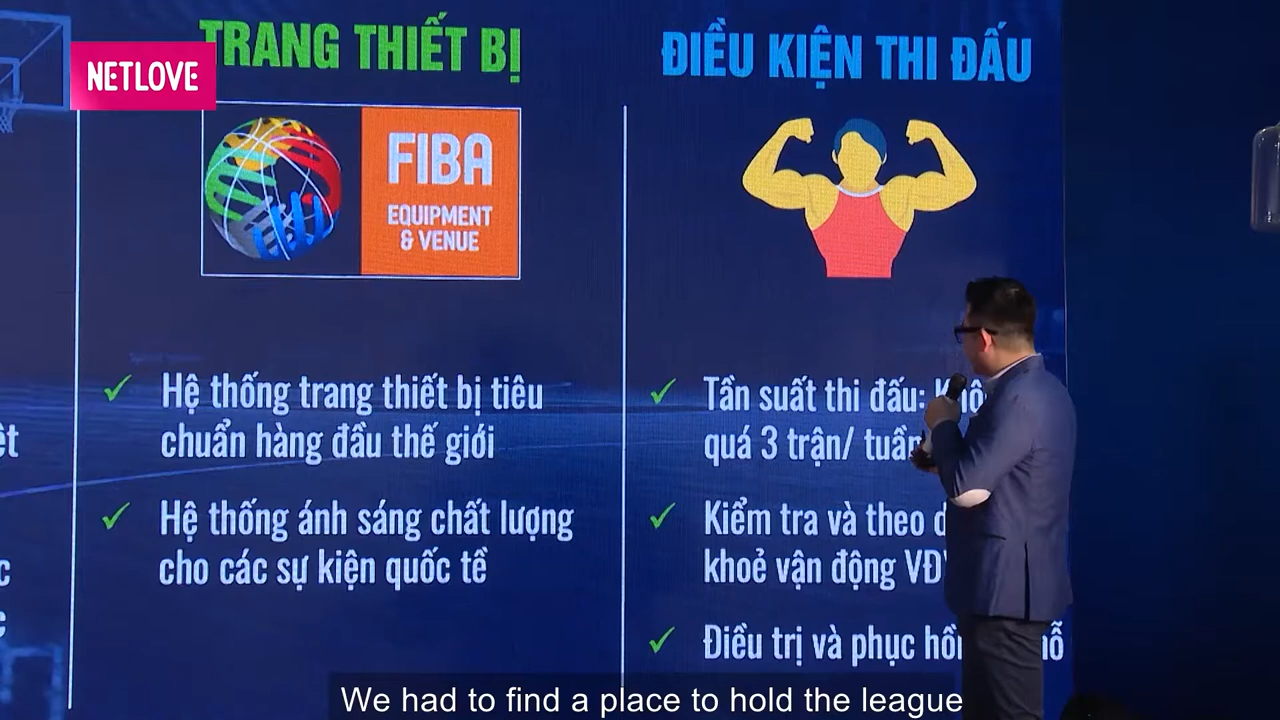 NETLOVE
TRANG THIẾT BỊ
FIBA
EQUIPMENT
& VENUE
Hệ thống trang thiết bị tiêu
chuẩn hàng đầu thế giới
Hệ thống ánh sáng chất lượng
cho các sự kiện quốc tề
ĐIỀU KIỆN THI ĐẤU
Tần suất thi đấu:
quá 3 trận/ tuần
Kiểm tra và theo
khoẻ vận động
Điều trị và phục
We had to find a place to hold the league